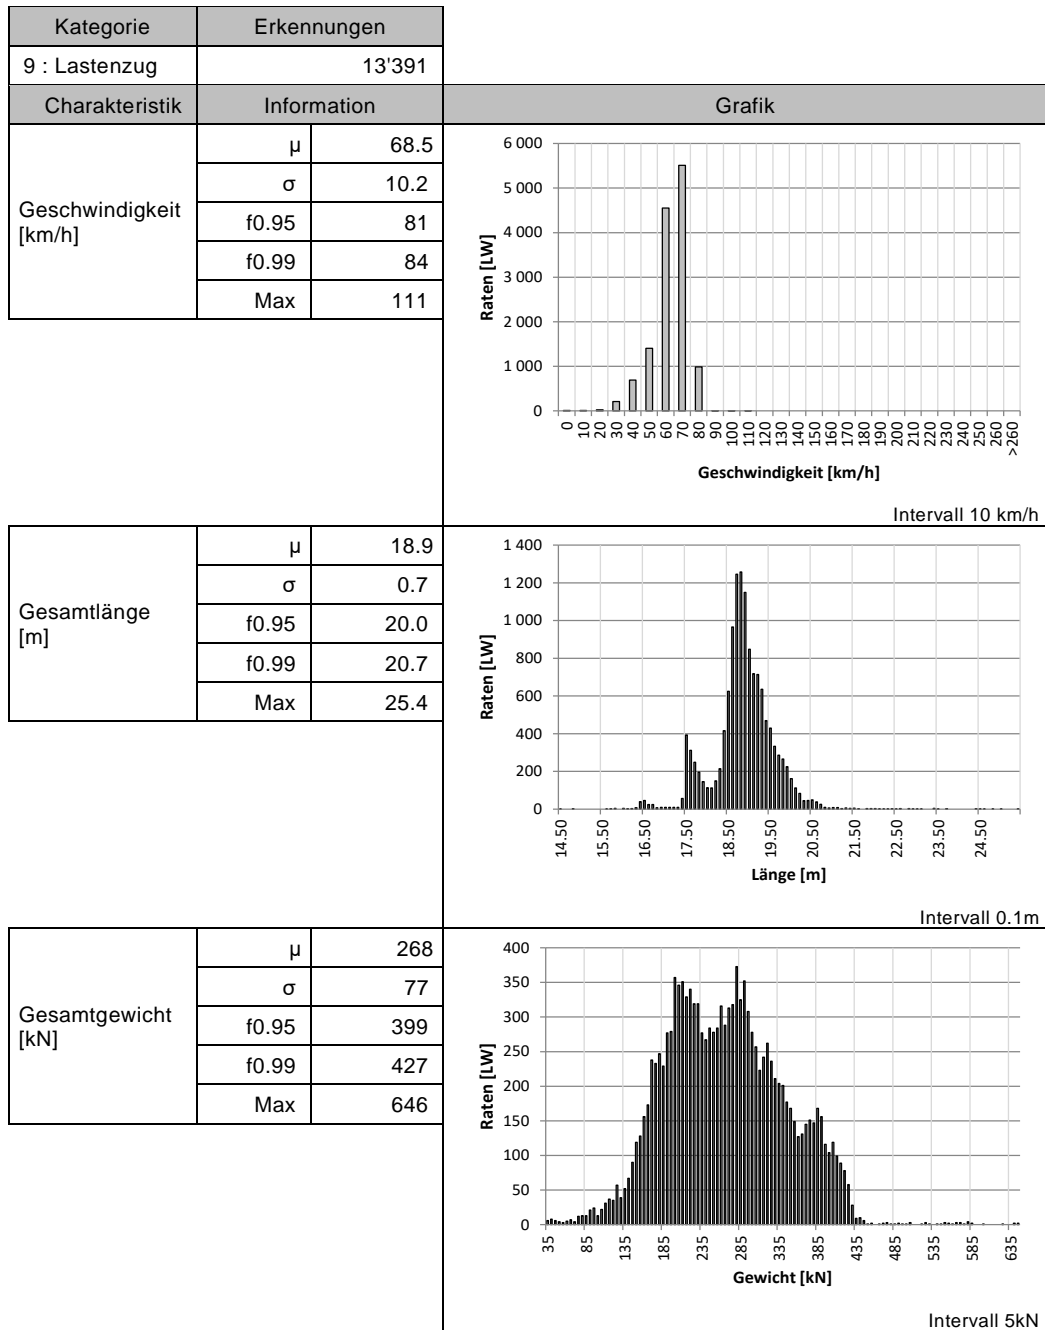 Kategorie Erkennungen
9 : Lastenzug 13'391
Charakteristik Information Grafik
Geschwindigkeit
[km/h]
µ 68.5
σ 10.2
f0.95 81
f0.99 84
Max 111
6 000
5 000
4 000
3 000
2 000
1 000
0
Raten [LW]
0 10 20 30 40 50 60 70 80 90 100 110 120 130 140 150 160 170 180 190 200 210 220 230 240 250 260 >260
Geschwindigkeit [km/h]
Intervall 10 km/h
Gesamtlänge
[m]
µ 18.9
σ 0.7
f0.95 20.0
f0.99 20.7
Max 25.4
1 400
1 200
1 000
800
600
400
200
0
Raten [LW]
14.50 15.50 16.50 17.50 18.50 19.50 20.50 21.50 22.50 23.50 24.50
Länge [m]
Intervall 0.1m
Gesamtgewicht
[kN]
µ 268
σ 77
f0.95 399
f0.99 427
Max 646
400
350
300
250
200
150
100
50
0
Raten [LW]
35 85 135 185 235 285 335 385 435 485 535 585 635
Gewicht [kN]
Intervall 5kN